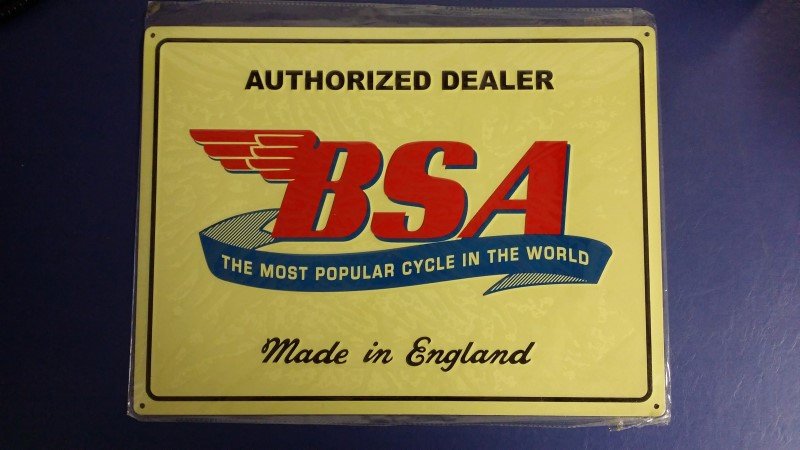 AUTHORIZED DEALER
BSA
THE MOST POPULAR CYCLE IN THE WORLD
Made in England